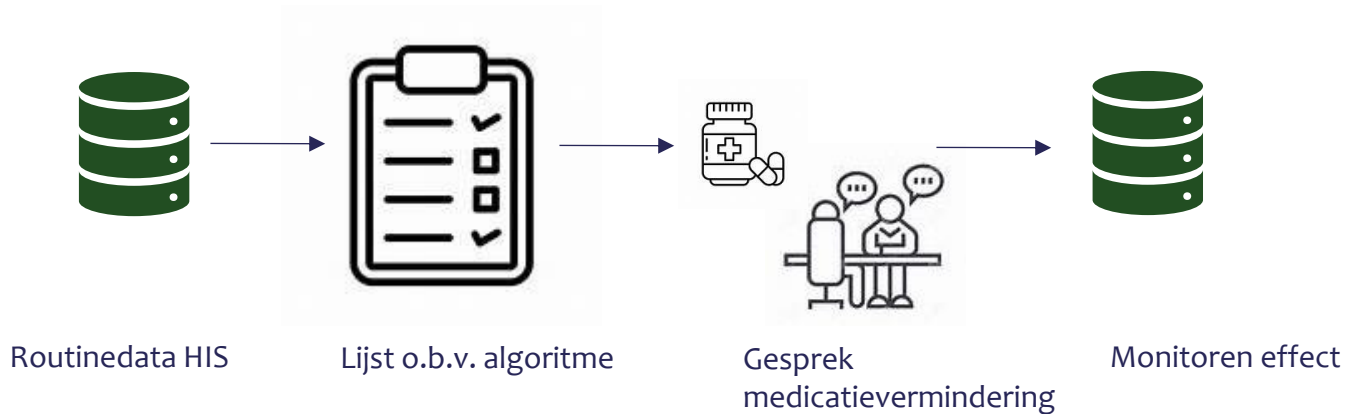 Routinedata HIS
Lijst o.b.v. algoritme
Gesprek
medicatievermindering
Monitoren effect